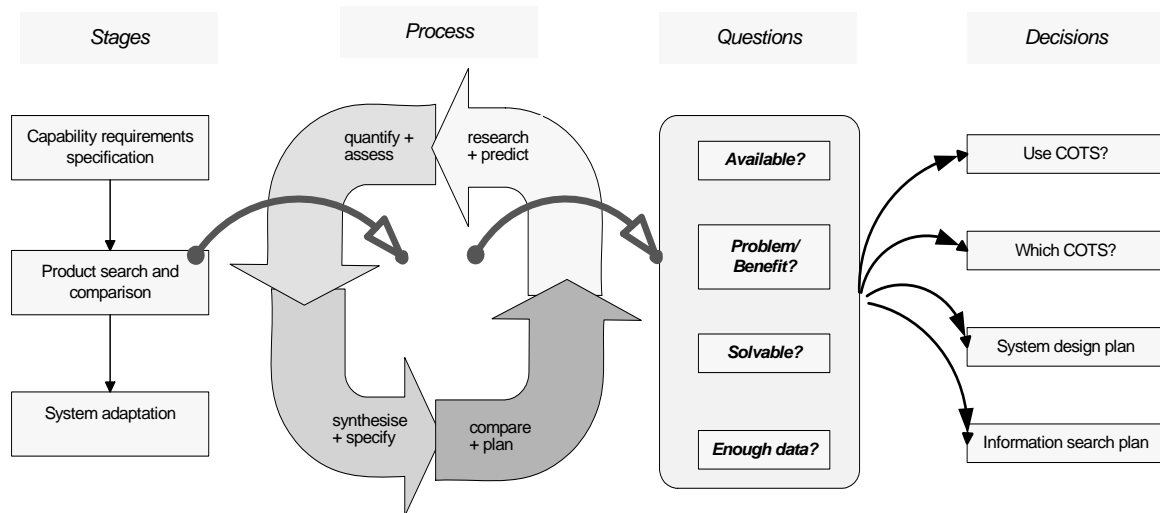 Stages
Process
Questions
Decisions
Capability requirements
specification
Product search and
comparison
System adaptation
quantify +
assess
research
+ predict
synthesise
+ specify
compare
+ plan
Available?
Problem/
Benefit?
Solvable?
Enough data?
Use COTS?
Which COTS?
System design plan
Information search plan